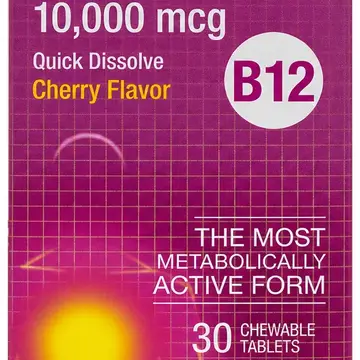 10,000 mcg
Quick Dissolve
Cherry Flavor
B12
THE MOST
METABOLICALLY
ACTIVE FORM
30 CHEWABLE
TABLETS